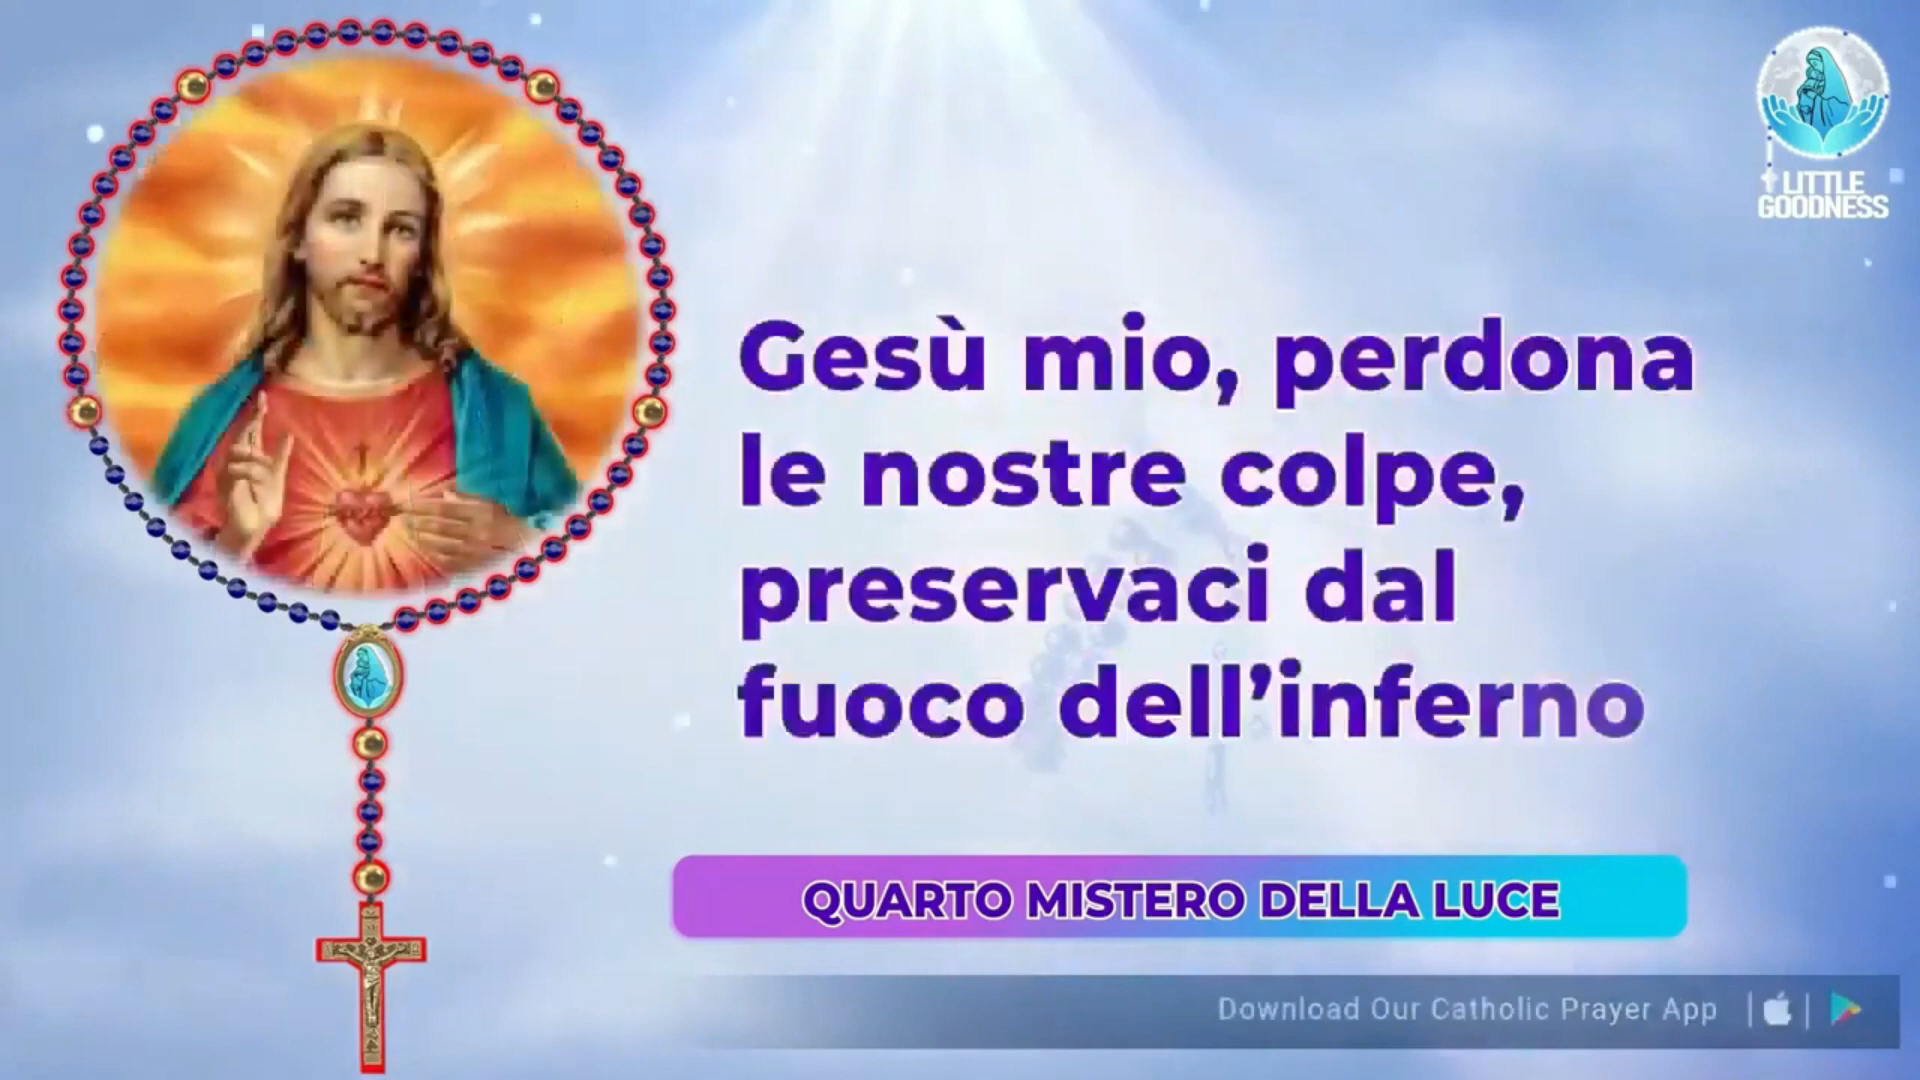 LITTLE
GOODNESS
Gesù mio, perdona
le nostre colpe,
preservaci dal
fuoco dell’inferno
QUARTO MISTERO DELLA LUCE
Download Our Catholic Prayer App